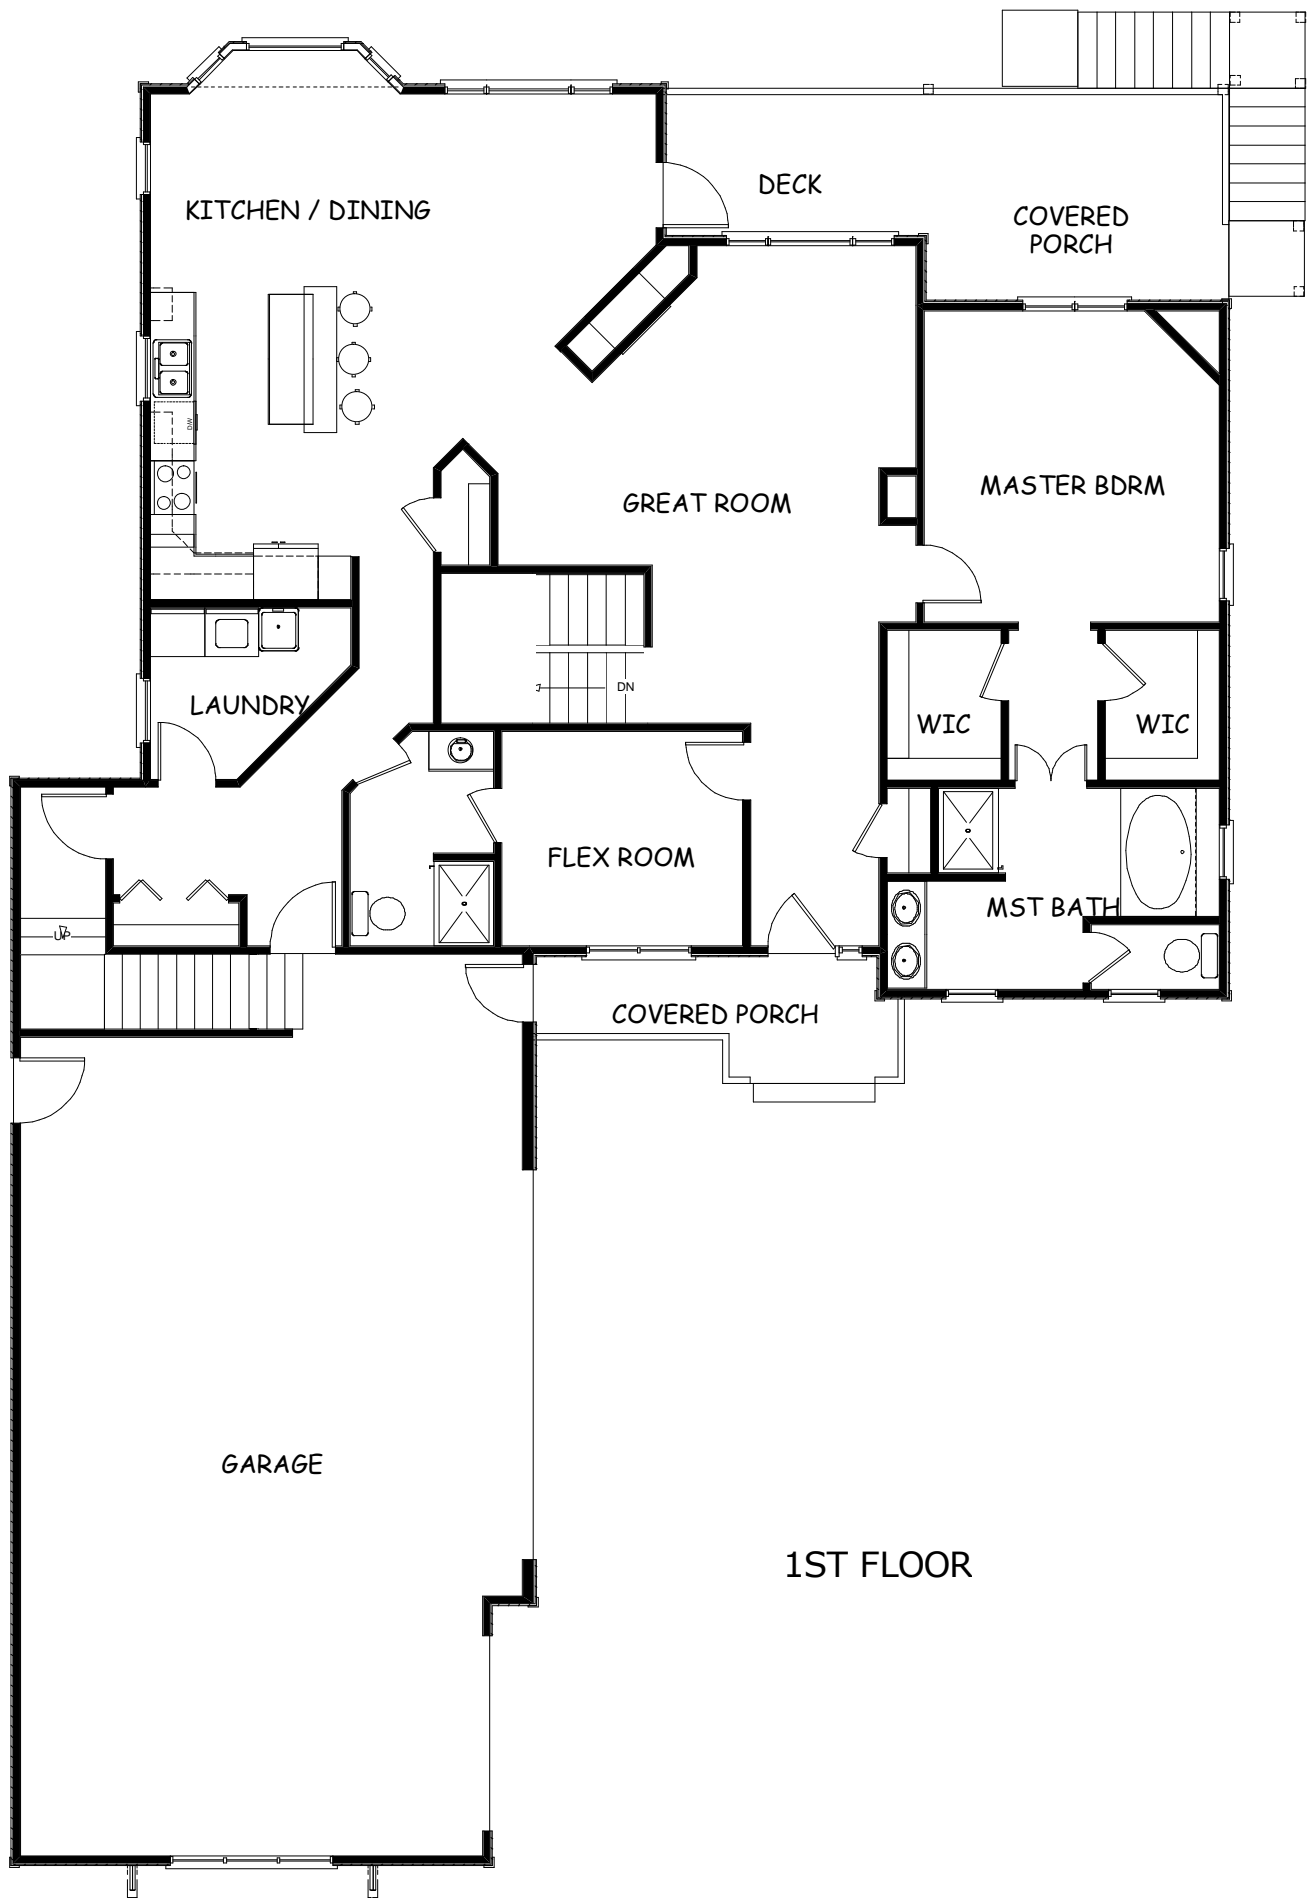 DECK
KITCHEN / DINING
COVERED
PORCH
D/W
MASTER BDRM
GREAT ROOM
DN
LAUNDRY
WIC
WIC
FLEX ROOM
MST BATH
UP
COVERED PORCH
GARAGE
1ST FLOOR